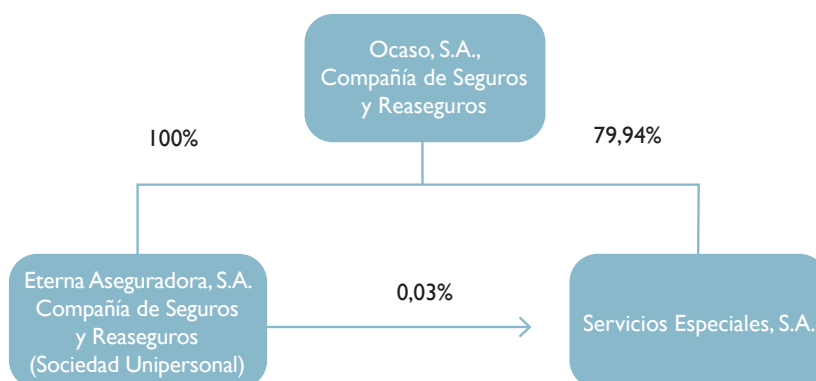 Ocaso, S.A.,
Compañía de Seguros
y Reaseguros
100%
79,94%
Eterna Aseguradora, S.A.
Compañía de Seguros
y Reaseguros
(Sociedad Unipersonal)
0,03%
Servicios Especiales, S.A.